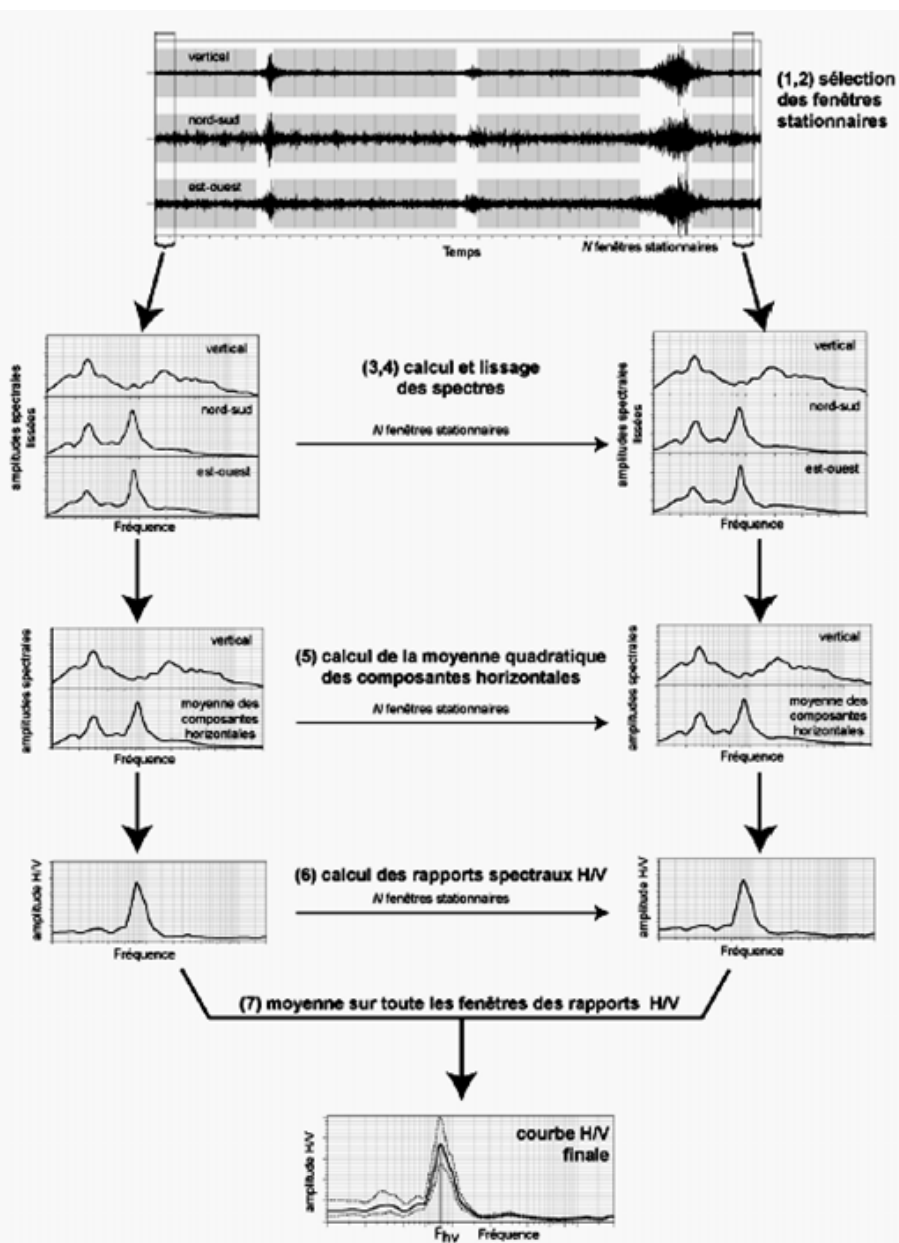 vertical
(1,2) sélection
des fenêtres
stationnaires
nord-sud
est-ouest
Temps
N fenêtres stationnaires
amplitudes spectrales
lissées
vertical
nord-sud
est-ouest
Fréquence
(3,4) calcul et lissage
des spectres
N fenêtres stationnaires
amplitudes spectrales
lissées
vertical
nord-sud
est-ouest
Fréquence
amplitudes spectrales
vertical
moyenne des
composantes
horizontales
Fréquence
(5) calcul de la moyenne quadratique
des composantes horizontales
N fenêtres stationnaires
amplitudes spectrales
vertical
moyenne des
composantes
horizontales
Fréquence
amplitude H/V
Fréquence
(6) calcul des rapports spectraux H/V
N fenêtres stationnaires
amplitude H/V
Fréquence
(7) moyenne sur toute les fenêtres des rapports H/V
amplitude H/V
courbe H/V
finale
Fhv
Fréquence